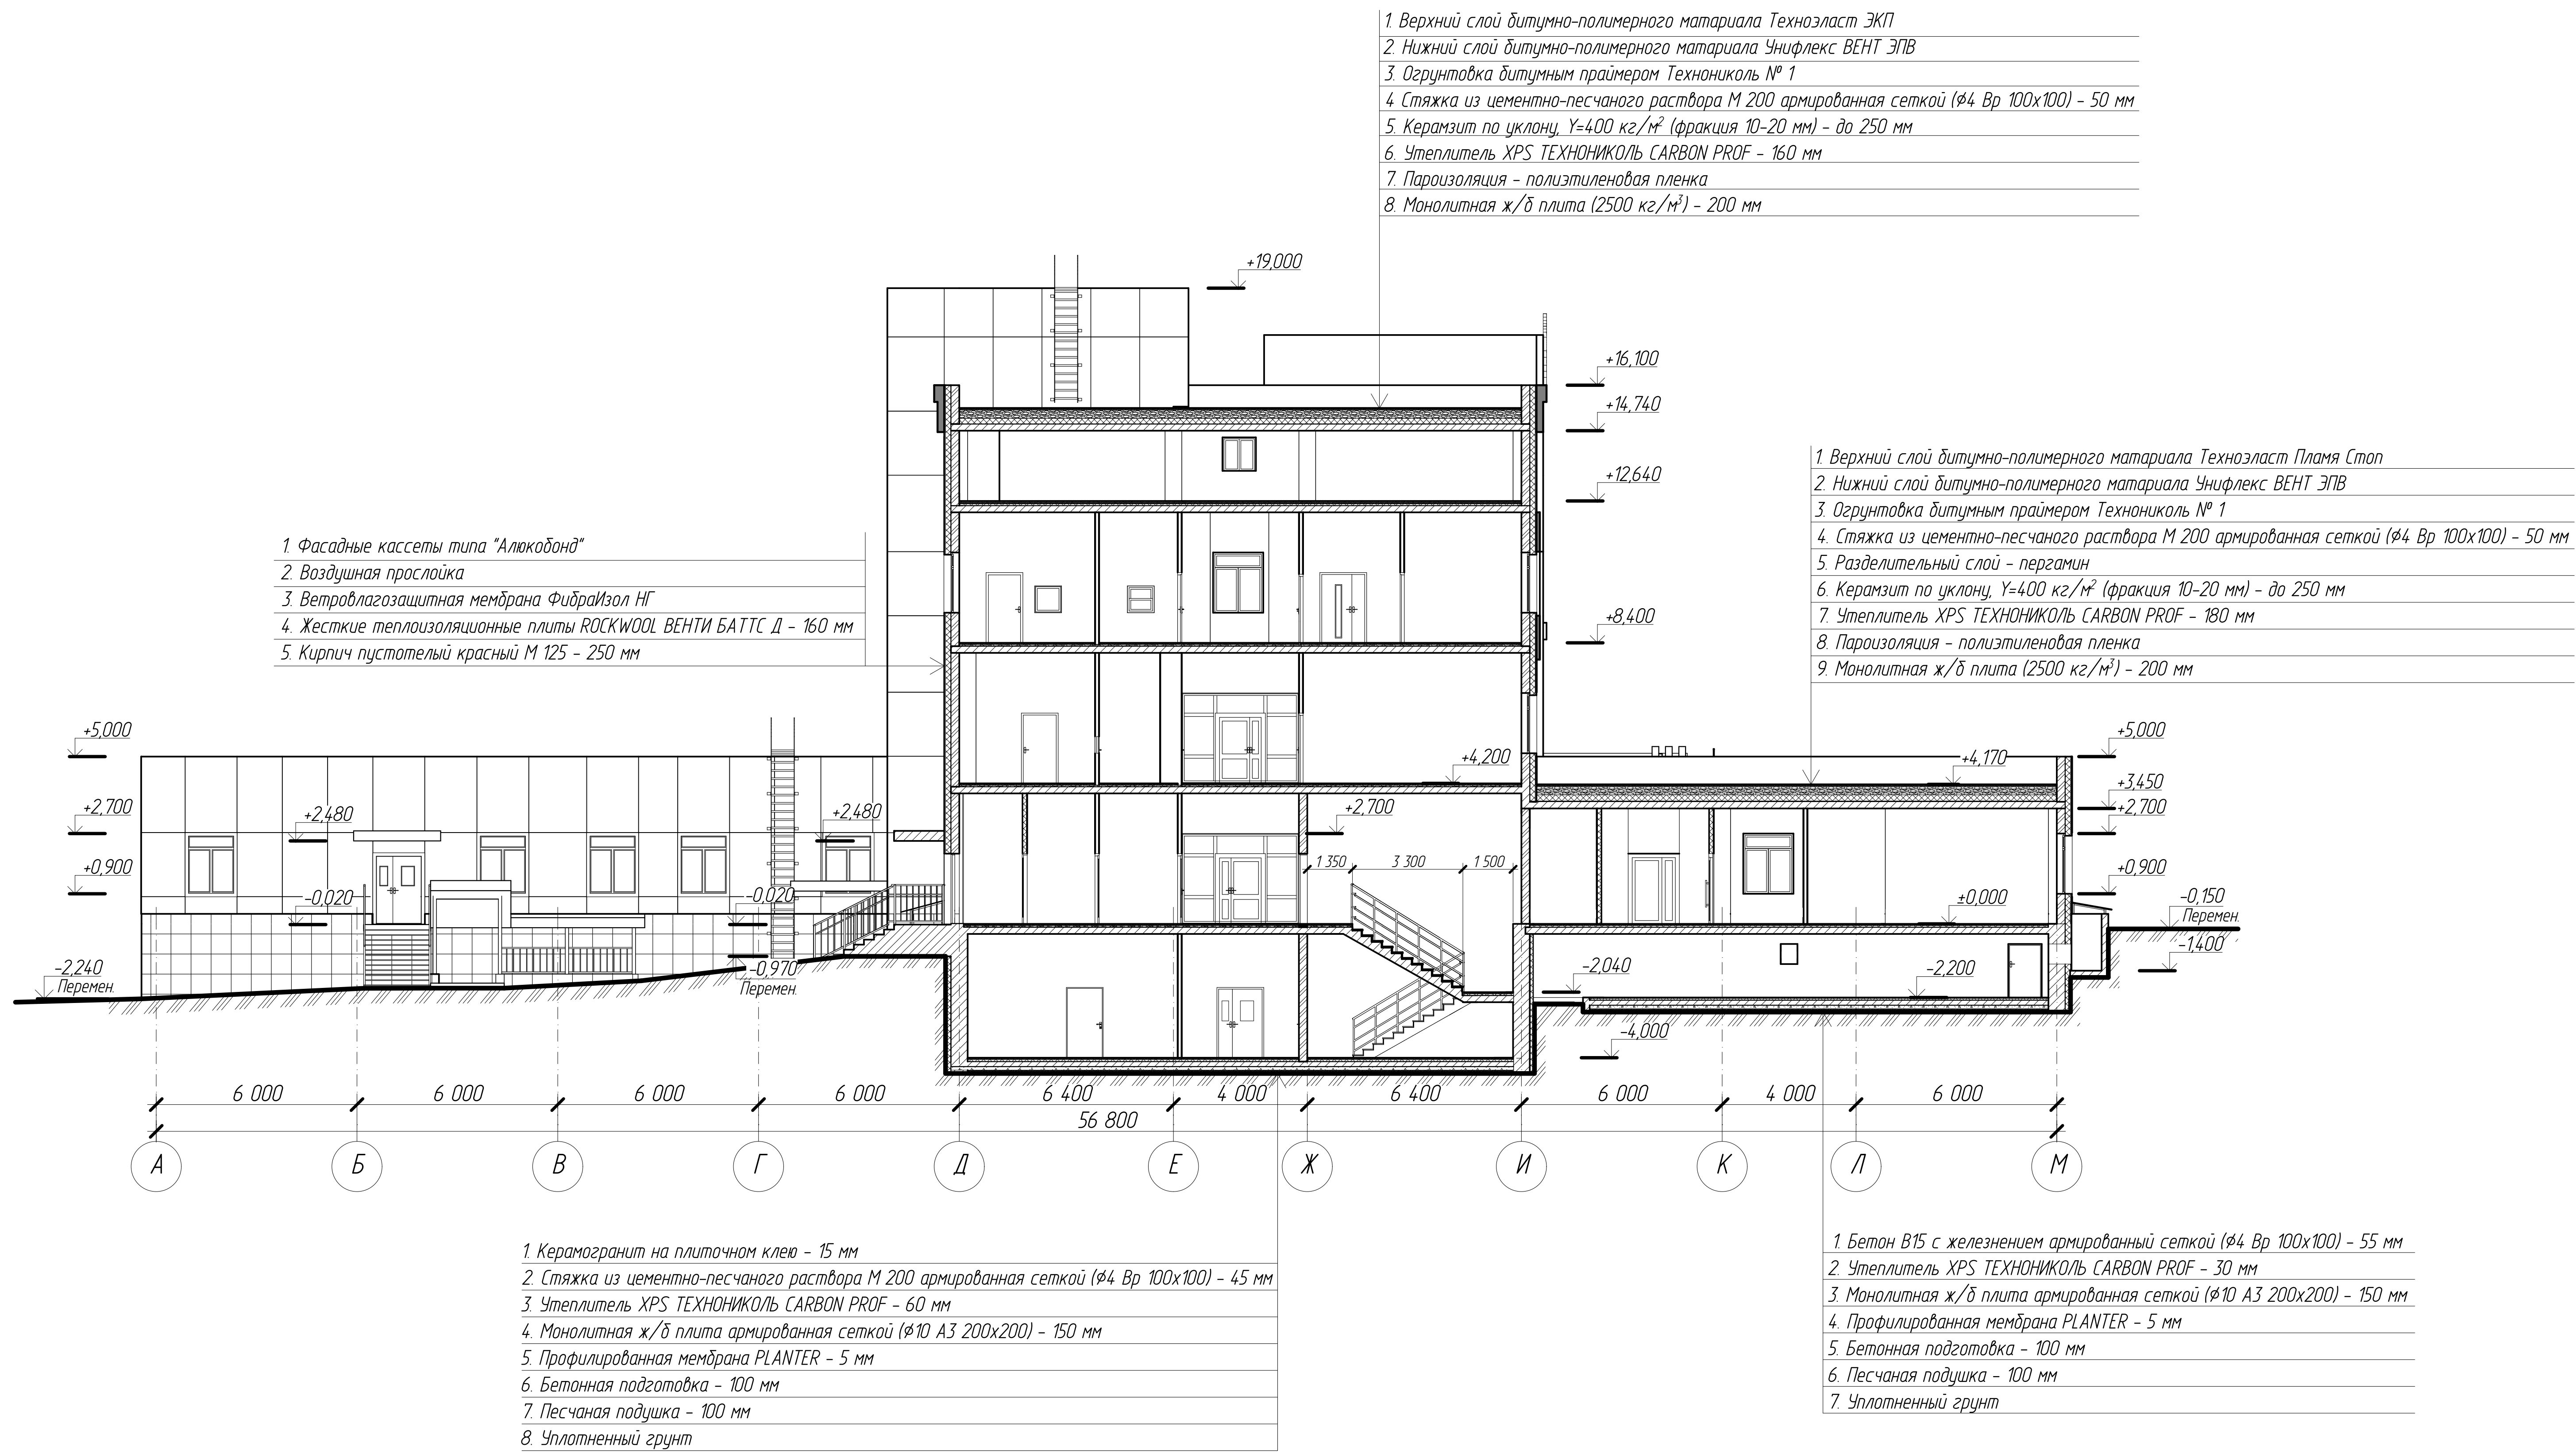 1. Верхний слой битумно-полимерного матариала Техноэласт ЭКП
2. Нижний слой битумно-полимерного матариала Унифлекс ВЕНТ ЭПВ
3. Огрунтовка битумным праймером Технониколь № 1
4 Стяжка из цементно-песчаного раствора М 200 армированная сеткой (⌀4 Вр 100х100) - 50 мм
5. Керамзит по уклону, Y=400 кг/м² (фракция 10-20 мм) - до 250 мм
6. Утеплитель XPS ТЕХНОНИКОЛЬ CARBON PROF - 160 мм
7. Пароизоляция - полиэтиленовая пленка
8. Монолитная ж/б плита (2500 кг/м³) - 200 мм
+19,000
+16,100
+14,740
+12,640
+8,400
1. Верхний слой битумно-полимерного матариала Техноэласт Пламя Стоп
2. Нижний слой битумно-полимерного матариала Унифлекс ВЕНТ ЭПВ
3. Огрунтовка битумным праймером Технониколь № 1
4. Стяжка из цементно-песчаного раствора М 200 армированная сеткой (⌀4 Вр 100х100) - 50 мм
5. Разделительный слой - пергамин
6. Керамзит по уклону, Y=400 кг/м² (фракция 10-20 мм) - до 250 мм
7. Утеплитель XPS ТЕХНОНИКОЛЬ CARBON PROF - 180 мм
8. Пароизоляция - полиэтиленовая пленка
9. Монолитная ж/б плита (2500 кг/м³) - 200 мм
1. Фасадные кассеты типа "Алюкобонд"
2. Воздушная прослойка
3. Ветровлагозащитная мембрана ФибраИзол НГ
4. Жесткие теплоизоляционные плиты ROCKWOOL ВЕНТИ БАТТС Д - 160 мм
5. Кирпич пустотелый красный М 125 - 250 мм
+5,000
+2,700
+0,900
-2,240
Перемен.
+2,480
+2,480
-0,020
-0,020
-0,970
Перемен.
+4,200
+2,700
1 350
3 300
1 500
+4,170
±0,000
-2,040
-2,200
-4,000
+5,000
+3,450
+2,700
+0,900
-0,150
Перемен.
-1,400
6 000
6 000
6 000
6 000
6 400
4 000
6 400
6 000
4 000
6 000
56 800
А
Б
В
Г
Д
Е
Ж
И
К
Л
М
1. Керамогранит на плиточном клею - 15 мм
2. Стяжка из цементно-песчаного раствора М 200 армированная сеткой (⌀4 Вр 100х100) - 45 мм
3. Утеплитель XPS ТЕХНОНИКОЛЬ CARBON PROF - 60 мм
4. Монолитная ж/б плита армированная сеткой (⌀10 А3 200х200) - 150 мм
5. Профилированная мембрана PLANTER - 5 мм
6. Бетонная подготовка - 100 мм
7. Песчаная подушка - 100 мм
8. Уплотненный грунт
1. Бетон В15 с железнением армированный сеткой (⌀4 Вр 100х100) - 55 мм
2. Утеплитель XPS ТЕХНОНИКОЛЬ CARBON PROF - 30 мм
3. Монолитная ж/б плита армированная сеткой (⌀10 А3 200х200) - 150 мм
4. Профилированная мембрана PLANTER - 5 мм
5. Бетонная подготовка - 100 мм
6. Песчаная подушка - 100 мм
7. Уплотненный грунт